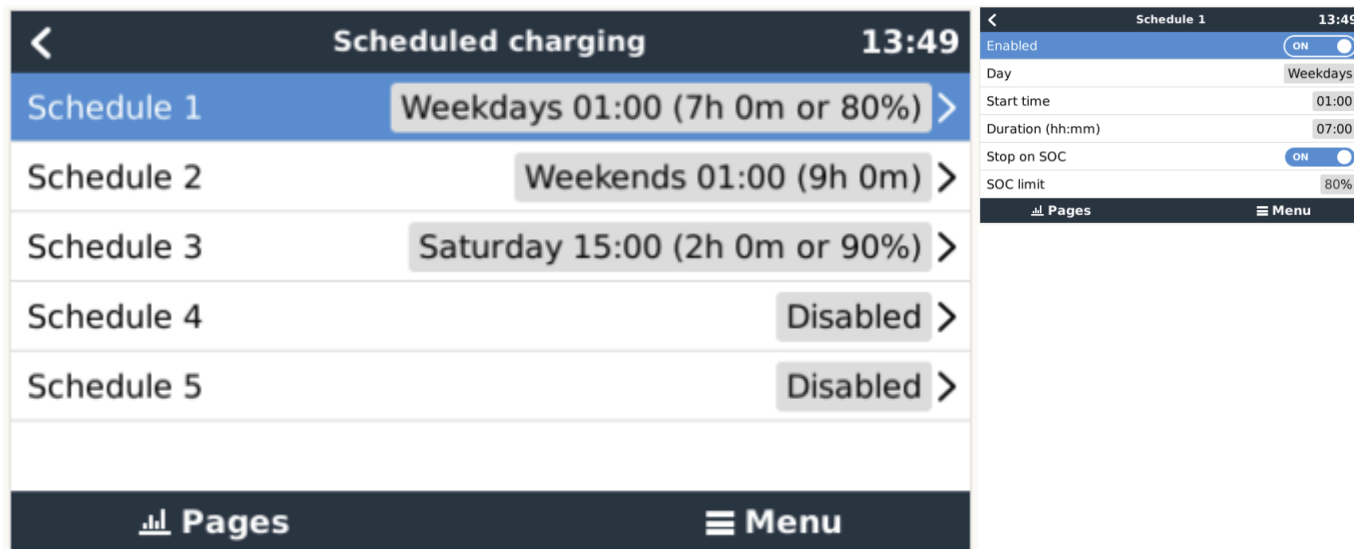 Scheduled charging 13:49
Schedule 1 Weekdays 01:00 (7h 0m or 80%)
Schedule 2 Weekends 01:00 (9h 0m)
Schedule 3 Saturday 15:00 (2h 0m or 90%)
Schedule 4 Disabled
Schedule 5 Disabled
Pages Menu
Schedule 1 13:49
Enabled ON
Day Weekdays
Start time 01:00
Duration (hh:mm) 07:00
Stop on SOC ON
SOC limit 80%
Pages Menu